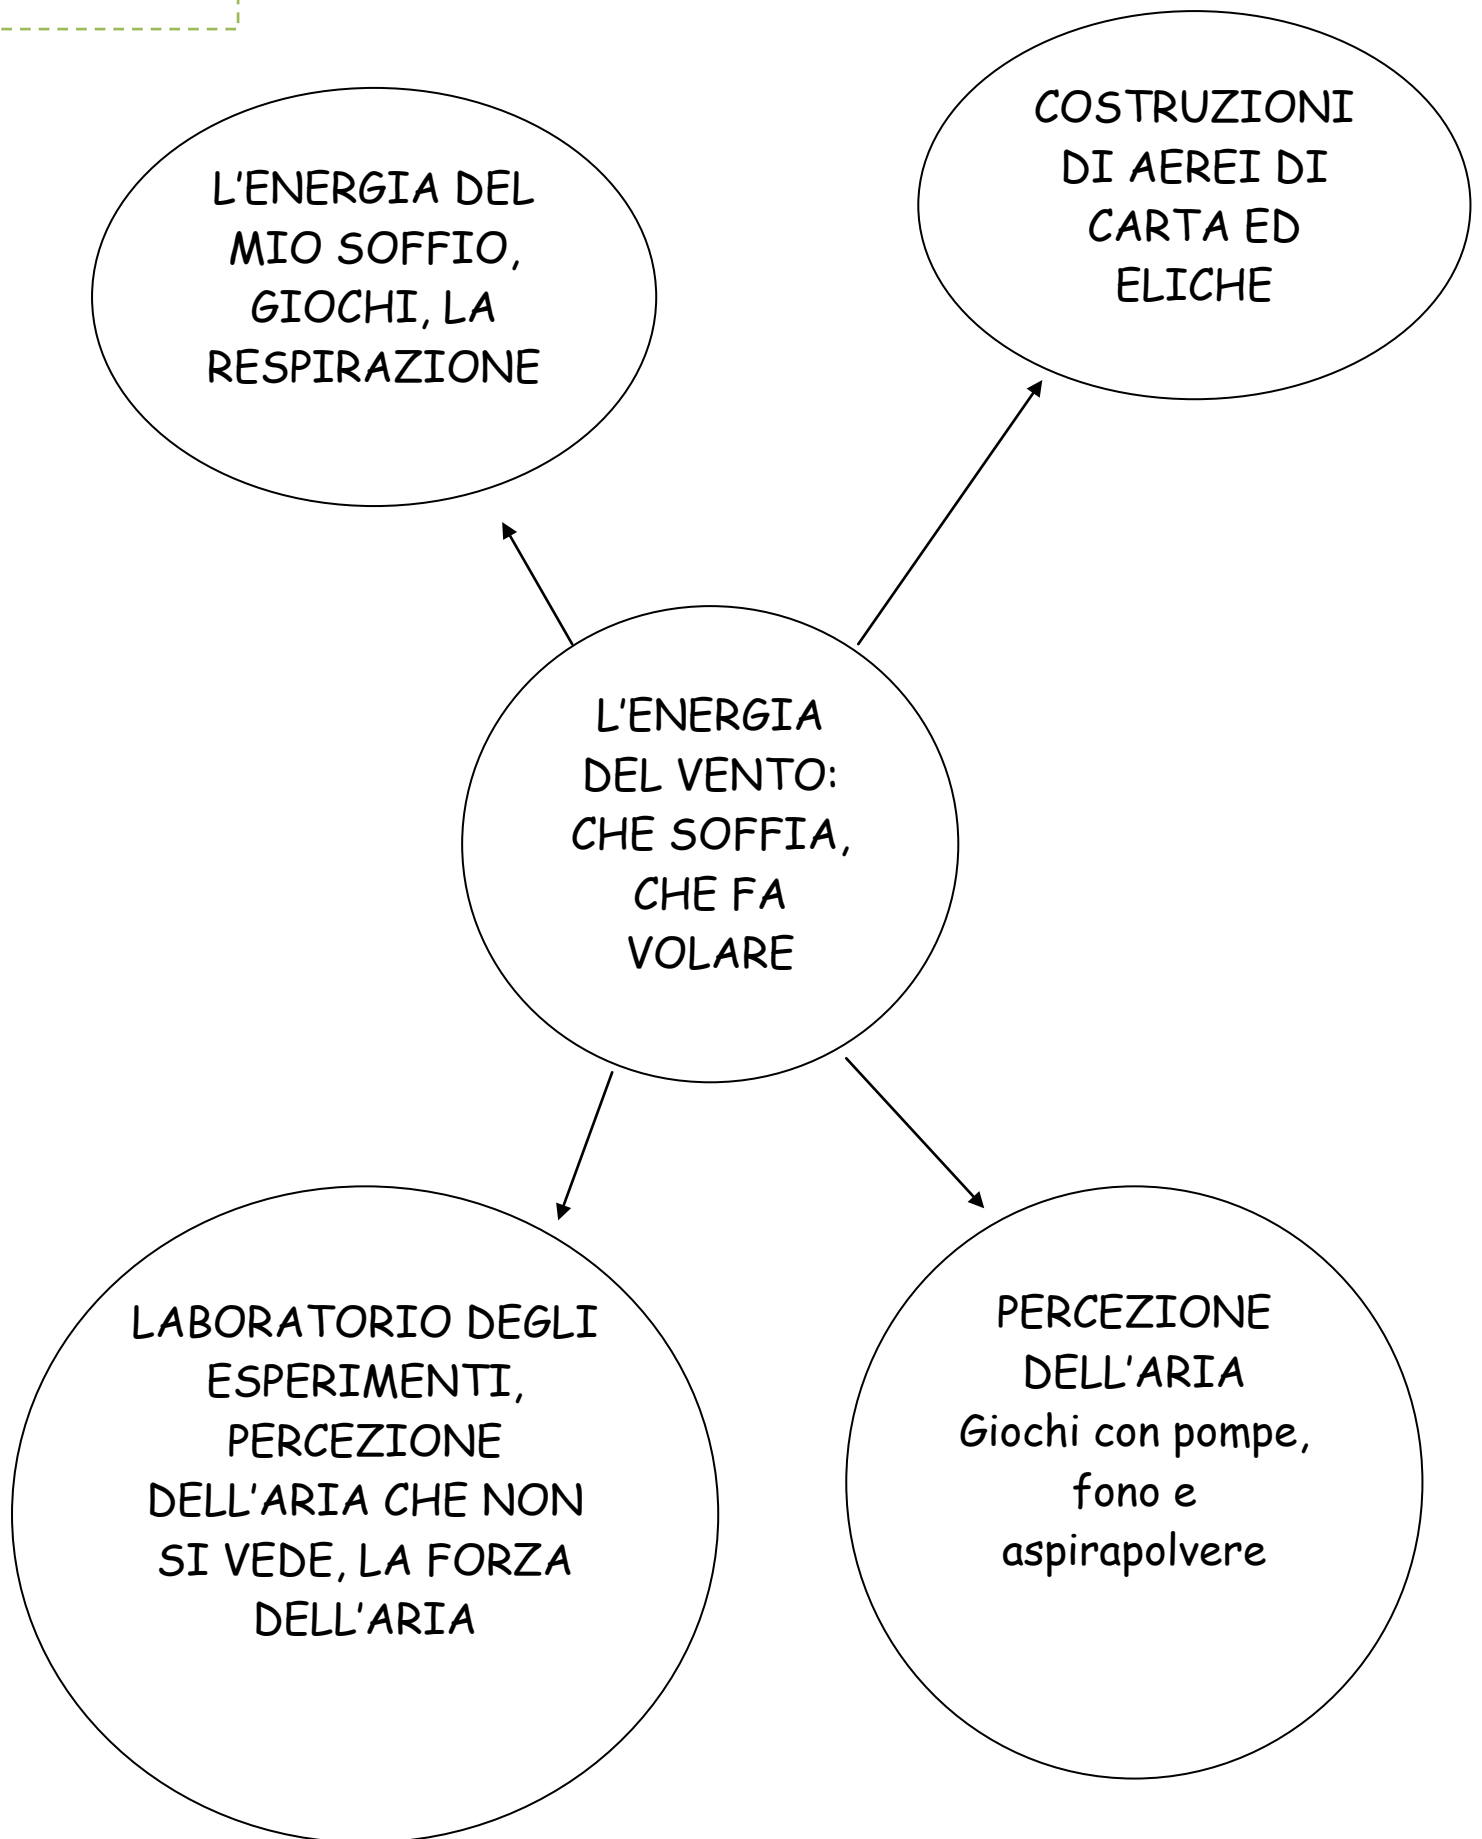 L'ENERGIA DEL
MIO SOFFIO,
GIOCHI, LA
RESPIRAZIONE
COSTRUZIONI
DI AEREI DI
CARTA ED
ELICHE
L'ENERGIA
DEL VENTO:
CHE SOFFIA,
CHE FA
VOLARE
LABORATORIO DEGLI
ESPERIMENTI,
PERCEZIONE
DELL'ARIA CHE NON
SI VEDE, LA FORZA
DELL'ARIA
PERCEZIONE
DELL'ARIA
Giochi con pompe,
fono e
aspirapolvere